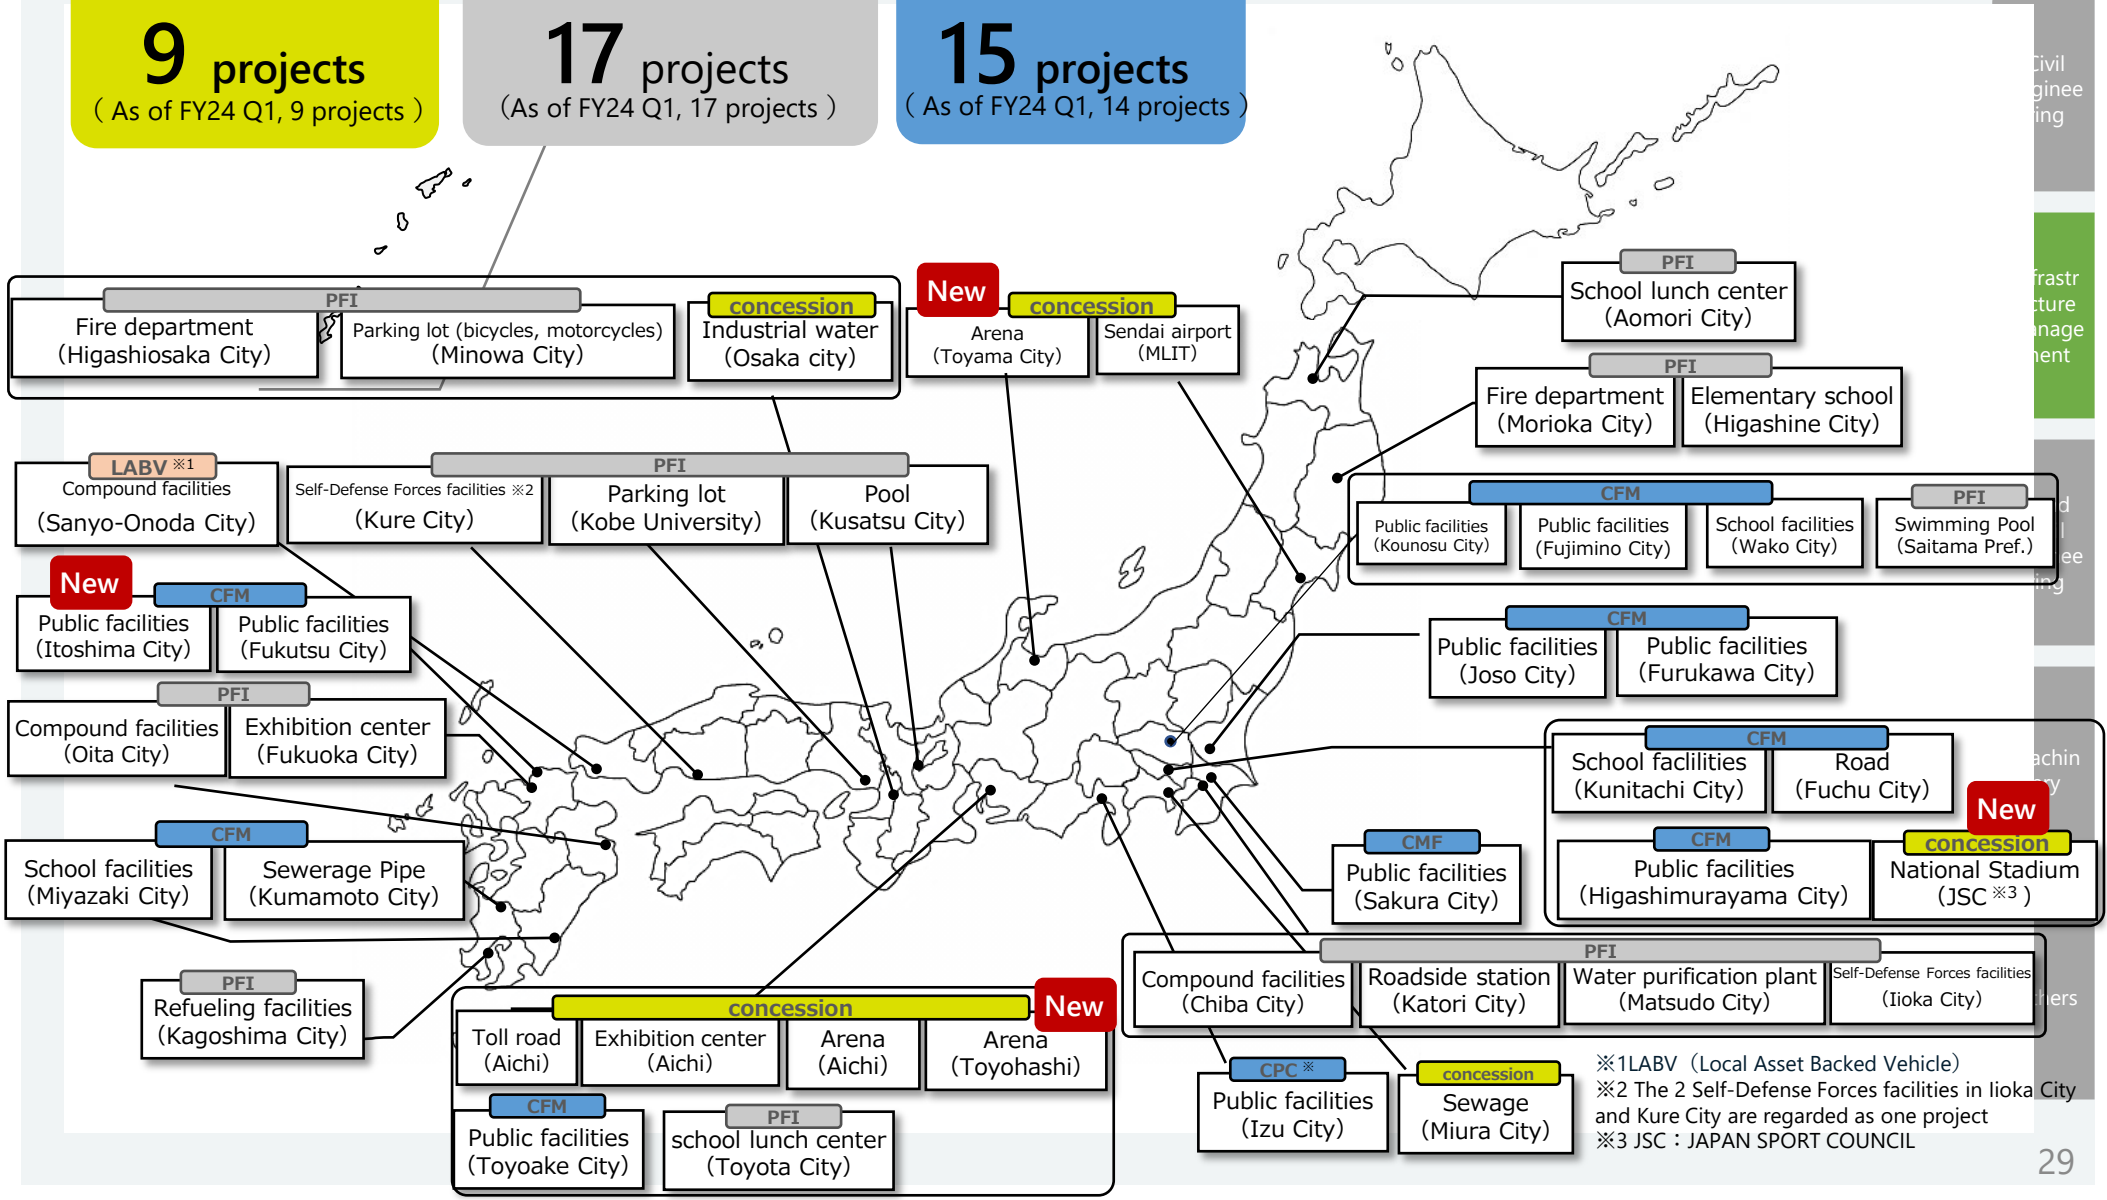 9 projects
（ As of FY24 Q1, 9 projects ）
17 projects
（As of FY24 Q1, 17 projects ）
15 projects
（ As of FY24 Q1, 14 projects ）
PFI
Fire department
（Higashiosaka City）
Parking lot (bicycles, motorcycles)
（Minowa City）
concession
Industrial water
（Osaka city）
New
concession
Arena
（Toyama City）
Sendai airport
（MLIT）
PFI
School lunch center
（Aomori City）
PFI
Fire department
（Morioka City）
Elementary school
（Higashine City）
LABV ※1
Compound facilities
（Sanyo-Onoda City）
PFI
Self-Defense Forces facilities ※2
（Kure City）
Parking lot
（Kobe University）
Pool
（Kusatsu City）
CFM
Public facilities
（Kounosu City）
Public facilities
（Fujimino City）
School facilities
（Wako City）
PFI
Swimming Pool
（Saitama Pref.）
New
CFM
Public facilities
（Itoshima City）
Public facilities
（Fukutsu City）
CFM
Public facilities
（Joso City）
Public facilities
（Furukawa City）
PFI
Compound facilities
（Oita City）
Exhibition center
（Fukuoka City）
CFM
School facilities
（Kunitachi City）
Road
（Fuchu City）
New
CFM
Public facilities
（Higashimurayama City）
concession
National Stadium
（JSC ※3 ）
CFM
School facilities
（Miyazaki City）
Sewerage Pipe
（Kumamoto City）
CMF
Public facilities
（Sakura City）
PFI
Compound facilities
（Chiba City）
Roadside station
（Katori City）
Water purification plant
（Matsudo City）
Self-Defense Forces facilities
（Iioka City）
PFI
Refueling facilities
（Kagoshima City）
concession
New
Toll road
（Aichi）
Exhibition center
（Aichi）
Arena
（Aichi）
Arena
（Toyohashi）
CFM
Public facilities
（Toyoake City）
PFI
school lunch center
（Toyota City）
CPC ※
Public facilities
（Izu City）
concession
Sewage
（Miura City）
※1LABV（Local Asset Backed Vehicle）
※2 The 2 Self-Defense Forces facilities in Iioka City
and Kure City are regarded as one project
※3 JSC：JAPAN SPORT COUNCIL
29